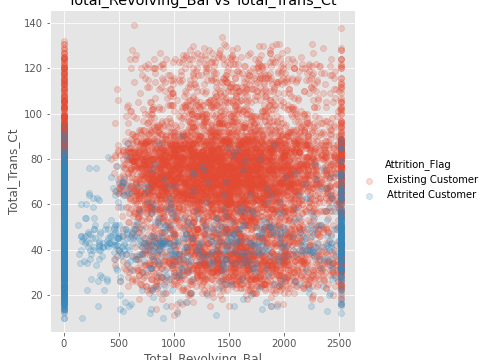 Total_Revolving_Bal vs Total_Trans_Ct
140
120
100
80
60
40
20
Total_Trans_Ct
0
500
1000
1500
2000
2500
Total_Revolving_Bal
Attrition_Flag
Existing Customer
Attrited Customer